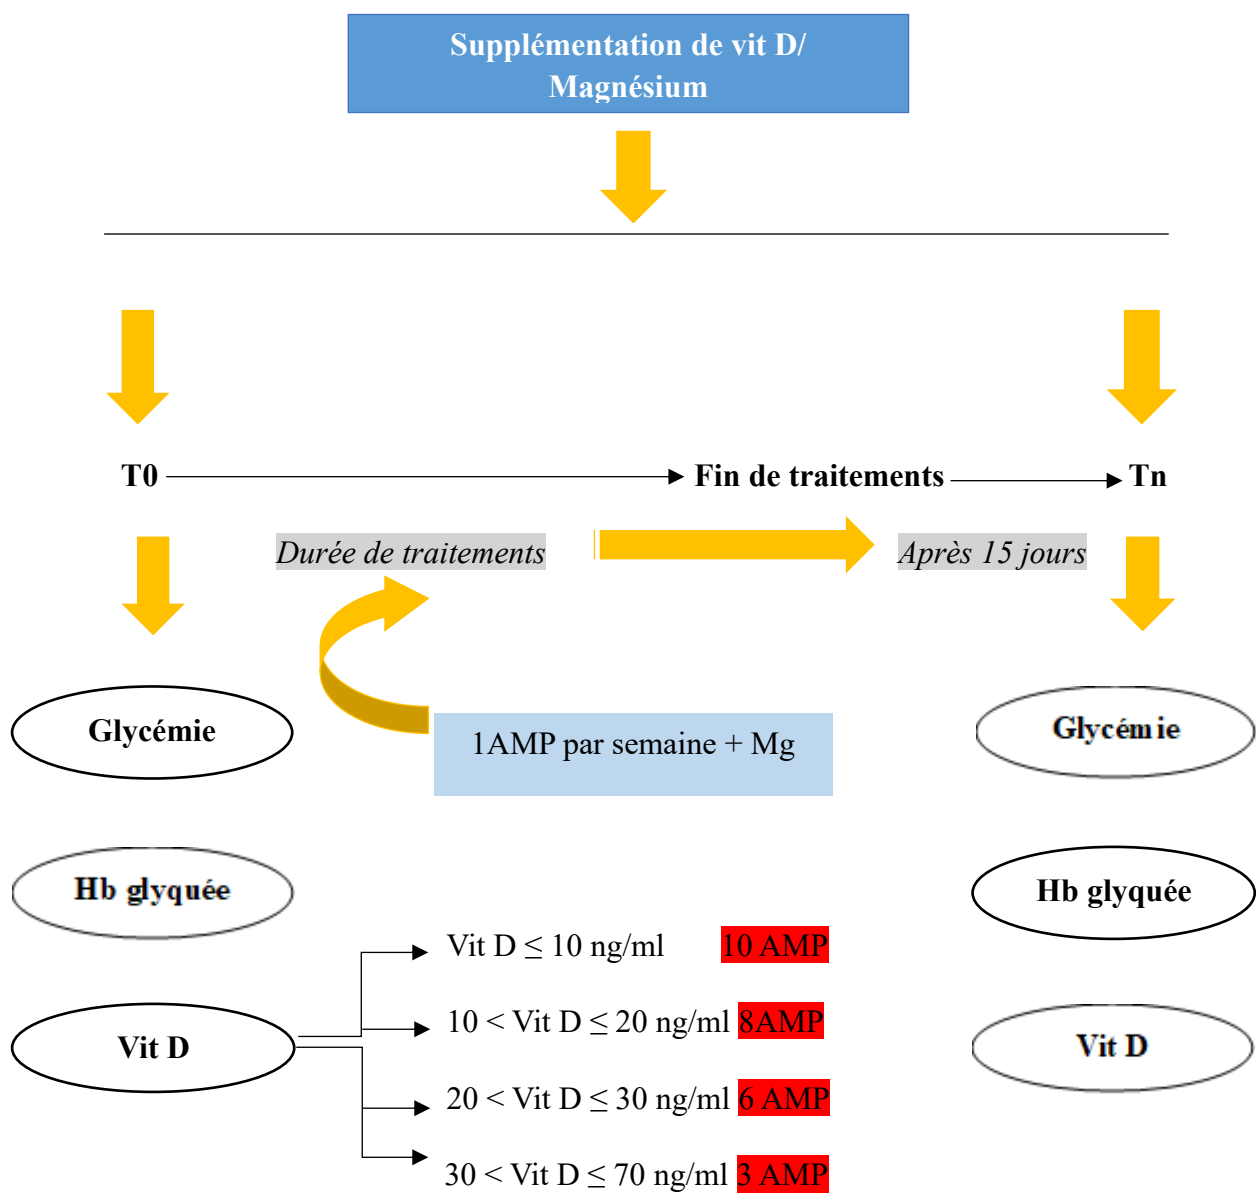 Supplémentation de vit D/
Magnésium
T0
Fin de traitements
Tn
Durée de traitements
Après 15 jours
Glycémie
1AMP par semaine + Mg
Glycémie
Hb glyquée
Hb glyquée
Vit D ≤ 10 ng/ml 10 AMP
10 < Vit D ≤ 20 ng/ml 8AMP
Vit D
Vit D
20 < Vit D ≤ 30 ng/ml 6 AMP
30 < Vit D ≤ 70 ng/ml 3 AMP